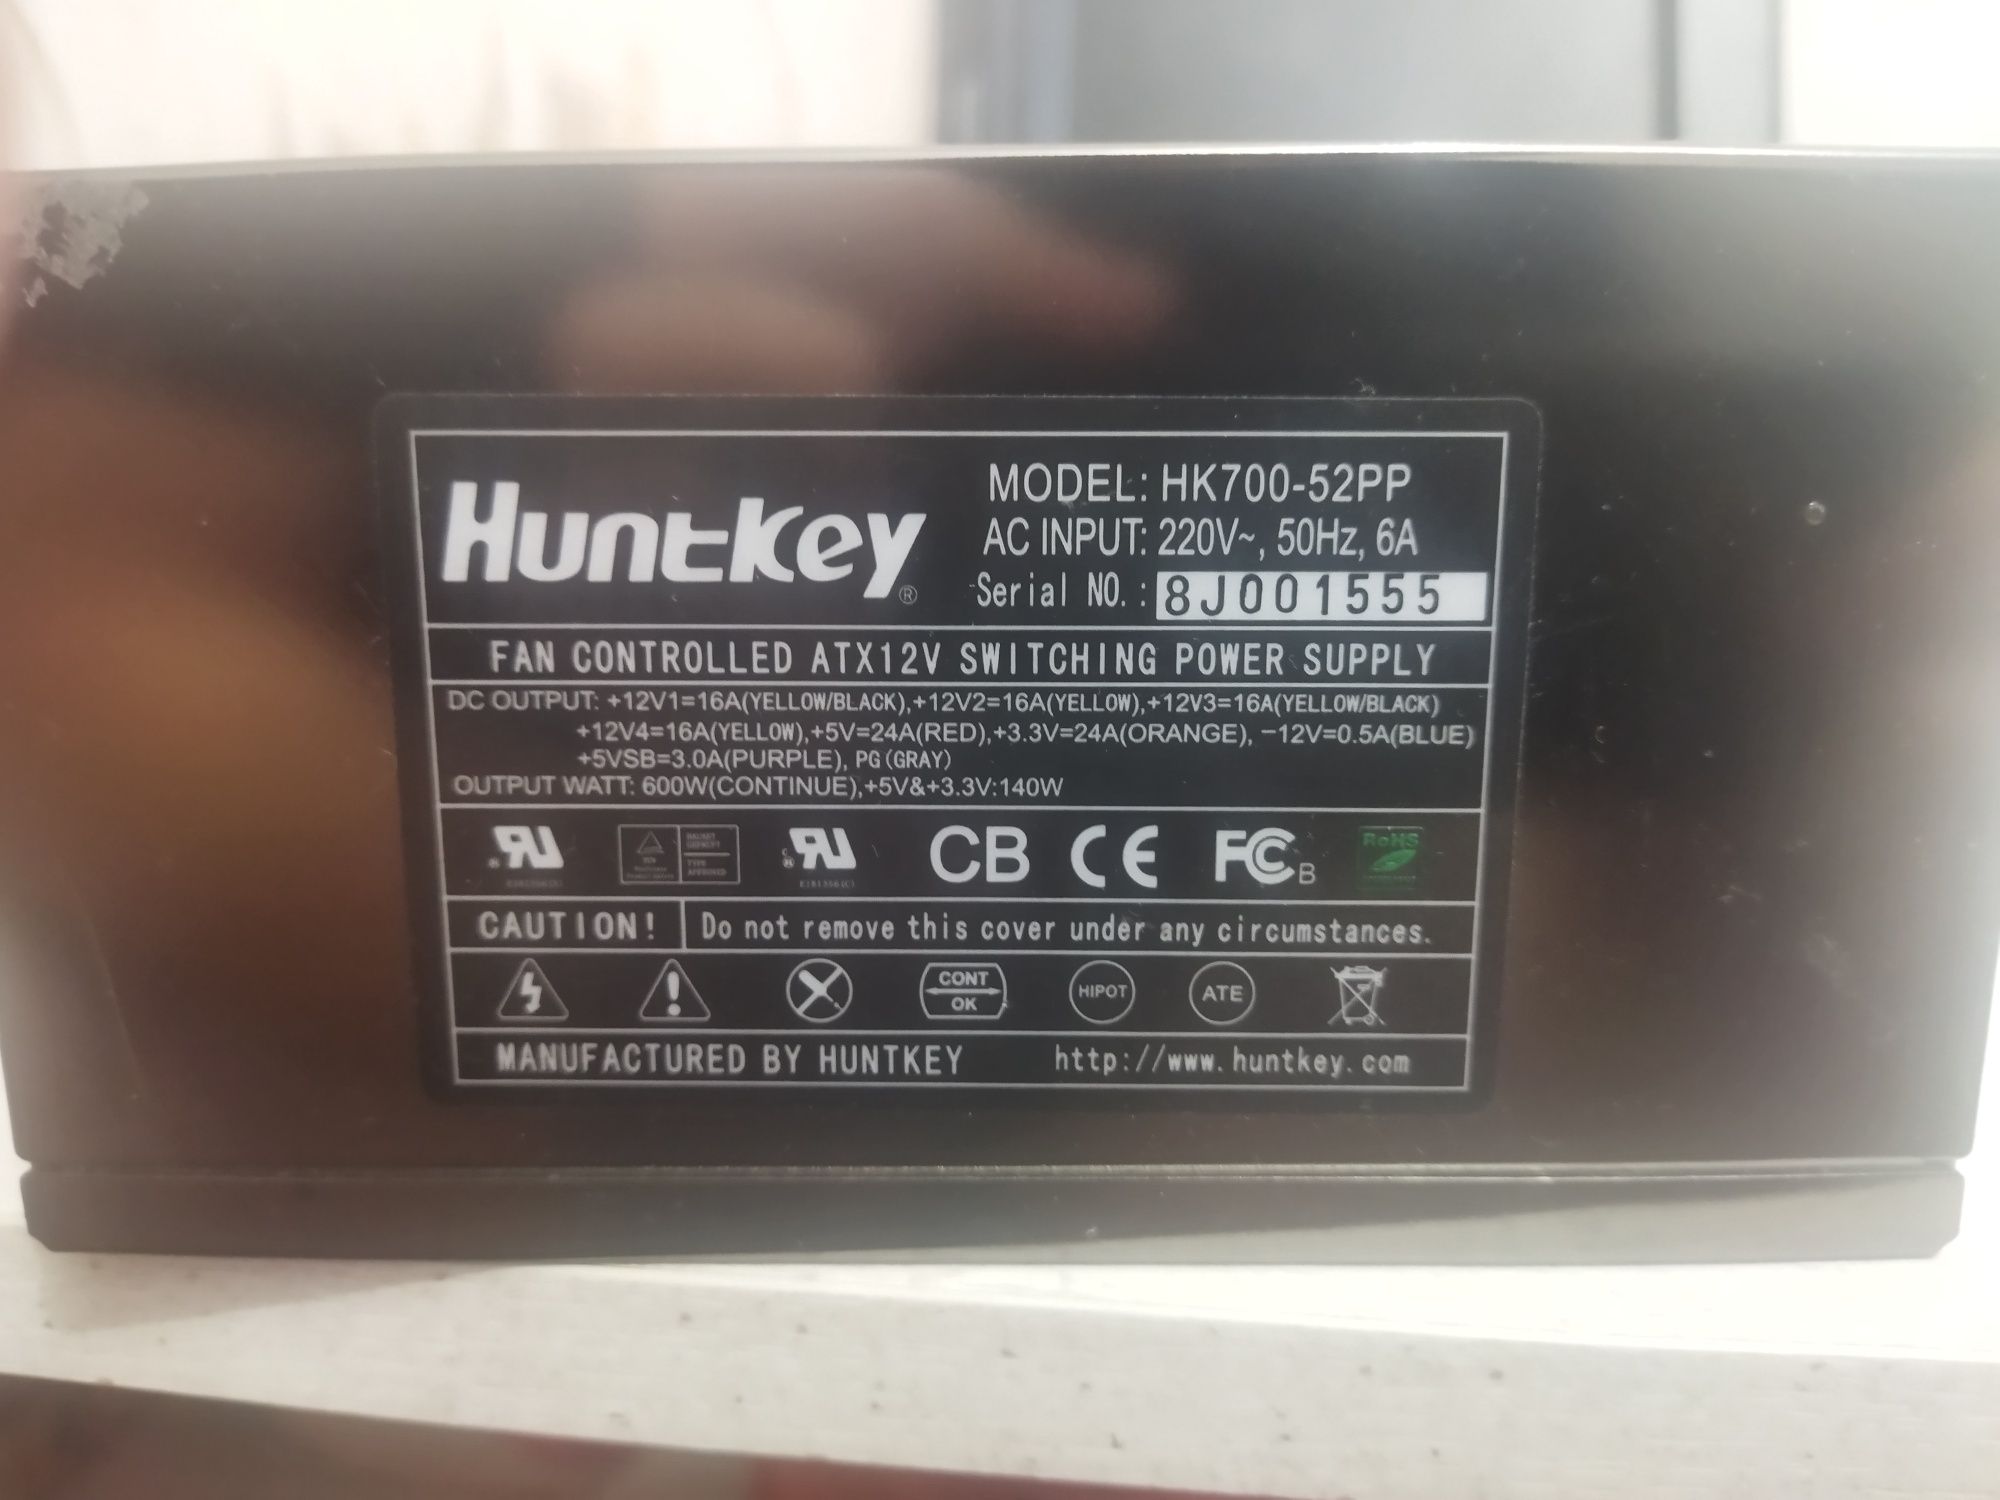 Huntkey®
MODEL: HK700-52PP
AC INPUT: 220V~, 50Hz, 6A
Serial NO.: 8J001555
FAN CONTROLLED ATX12V SWITCHING POWER SUPPLY
DC OUTPUT: +12V1=16A(YELLOW/BLACK),+12V2=16A(YELLOW),+12V3=16A(YELLOW/BLACK)
+12V4=16A(YELLOW),+5V=24A(RED),+3.3V=24A(ORANGE), -12V=0.5A(BLUE)
+5VSB=3.0A(PURPLE), PG(GRAY)
OUTPUT WATT: 600W(CONTINUE),+5V&+3.3V:140W
CB CE FC B RoHS
CAUTION! Do not remove this cover under any circumstances.
CONT
OK
HIPOT
ATE
MANUFACTURED BY HUNTKEY http://www.huntkey.com